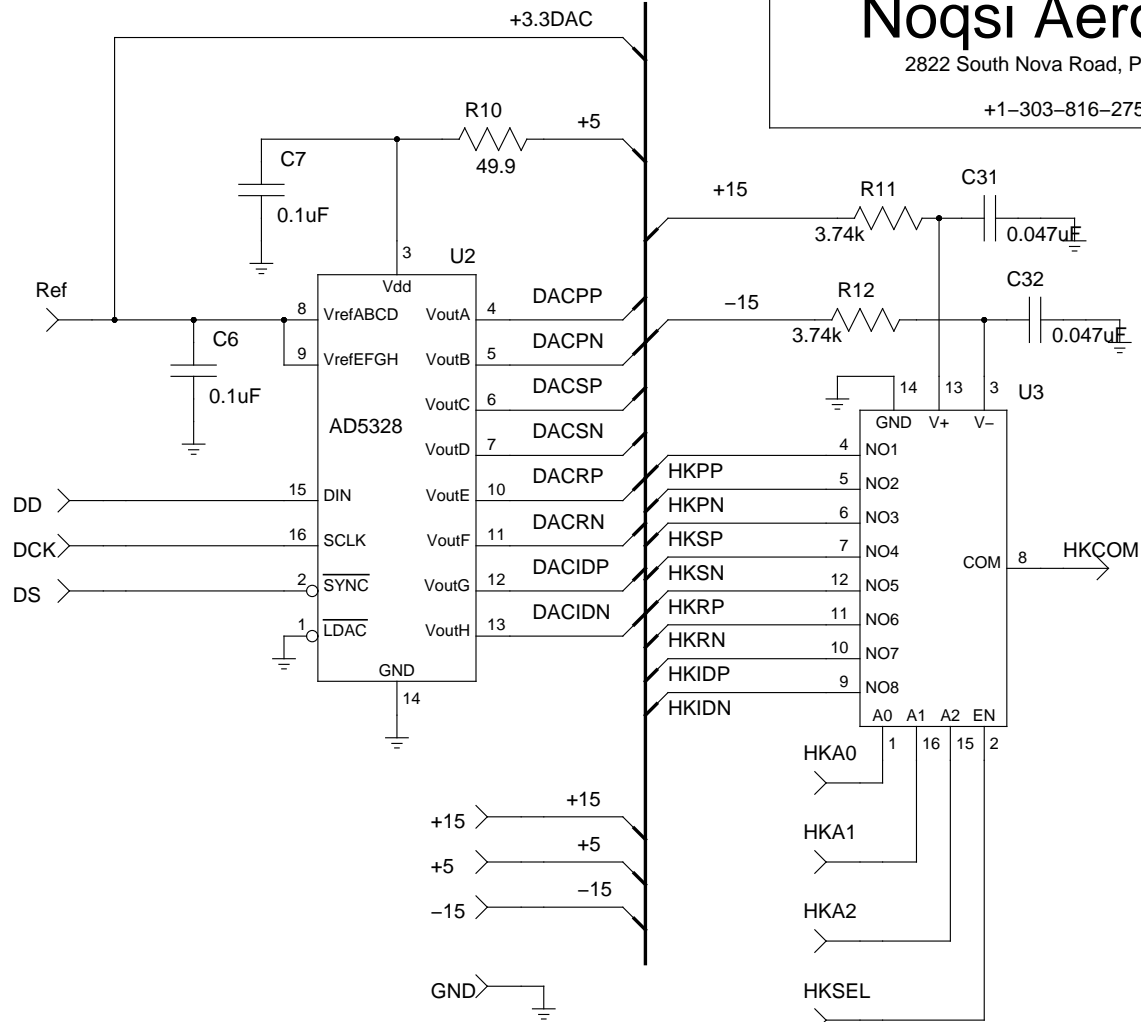 +3.3DAC
Noqsi Aero
2822 South Nova Road, P
+1−303−816−275
R10
+5
49.9
C7
0.1uF
+15
R11
3.74k
C31
0.047uF
−15
R12
3.74k
C32
0.047uF
Ref
C6
0.1uF
U2
3
Vdd
8
VrefABCD
9
VrefEFGH
AD5328
15
DIN
16
SCLK
2
SYNC
1
LDAC
GND
14
VoutA
4
DACPP
VoutB
5
DACPN
VoutC
6
DACSP
VoutD
7
DACSN
VoutE
10
DACRP
VoutF
11
DACRN
VoutG
12
DACIDP
VoutH
13
DACIDN
DD
DCK
DS
U3
14
13
3
GND
V+
V−
HKPP
4
NO1
HKPN
5
NO2
HKSP
6
NO3
HKSN
7
NO4
HKRP
12
NO5
HKRN
11
NO6
HKIDP
10
NO7
HKIDN
9
NO8
COM
8
HKCOM
A0
A1
A2
EN
1
16
15
2
HKA0
HKA1
HKA2
HKSEL
+15
+15
+5
+5
−15
−15
GND